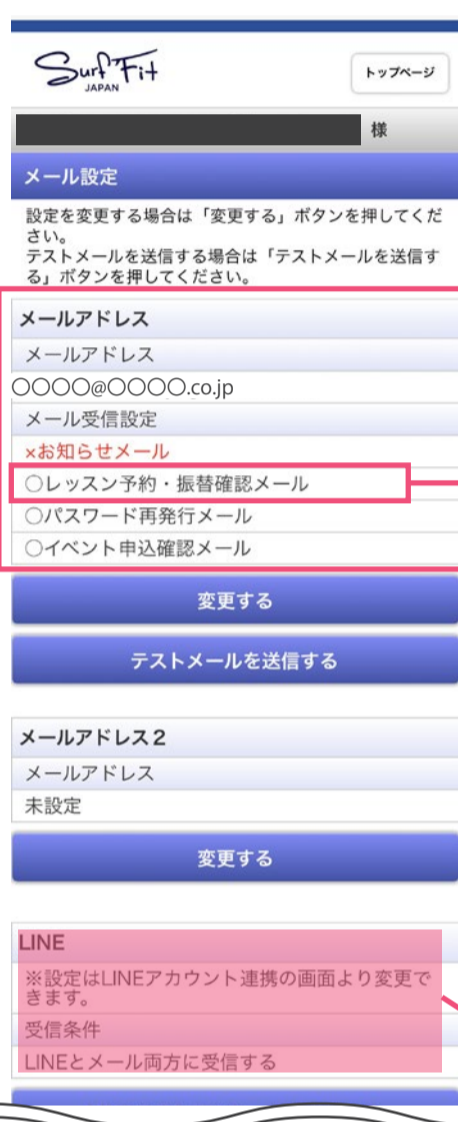 Surf Fit
JAPAN
トップページ
様
メール設定
設定を変更する場合は「変更する」ボタンを押してくだ
さい。
テストメールを送信する場合は「テストメールを送信す
る」ボタンを押してください。
メールアドレス
メールアドレス
〇〇〇〇@〇〇〇〇.co.jp
メール受信設定
×お知らせメール
○レッスン予約・振替確認メール
○パスワード再発行メール
○イベント申込確認メール
変更する
テストメールを送信する
メールアドレス２
メールアドレス
未設定
変更する
LINE
※設定はLINEアカウント連携の画面より変更で
きます。
受信条件
LINEとメール両方に受信する